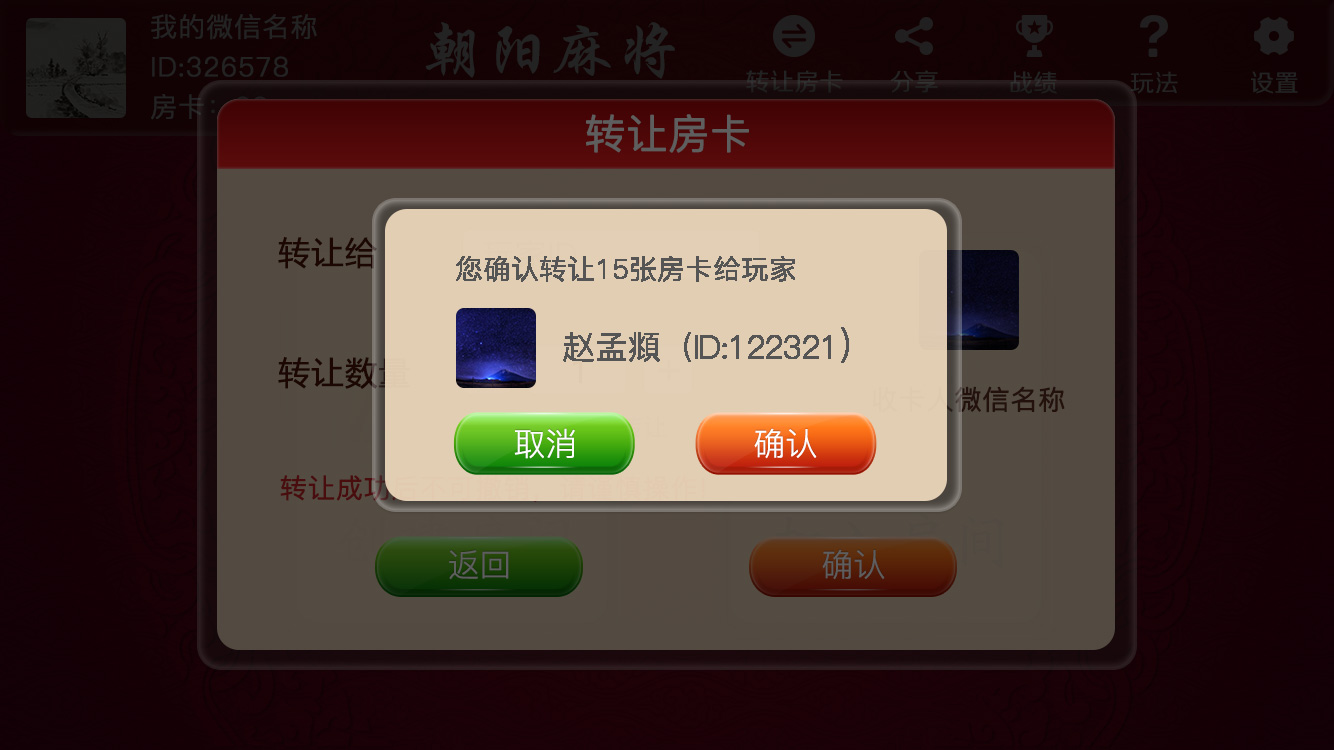 我的微信名称
ID:326578
房卡:
朝阳麻将
转让房卡
分享
战绩
玩法
设置
转让房卡
转让给
您确认转让15张房卡给玩家
赵孟頫(ID:122321)
转让数量
收卡人微信名称
取消
确认
转让成功
返回
确认